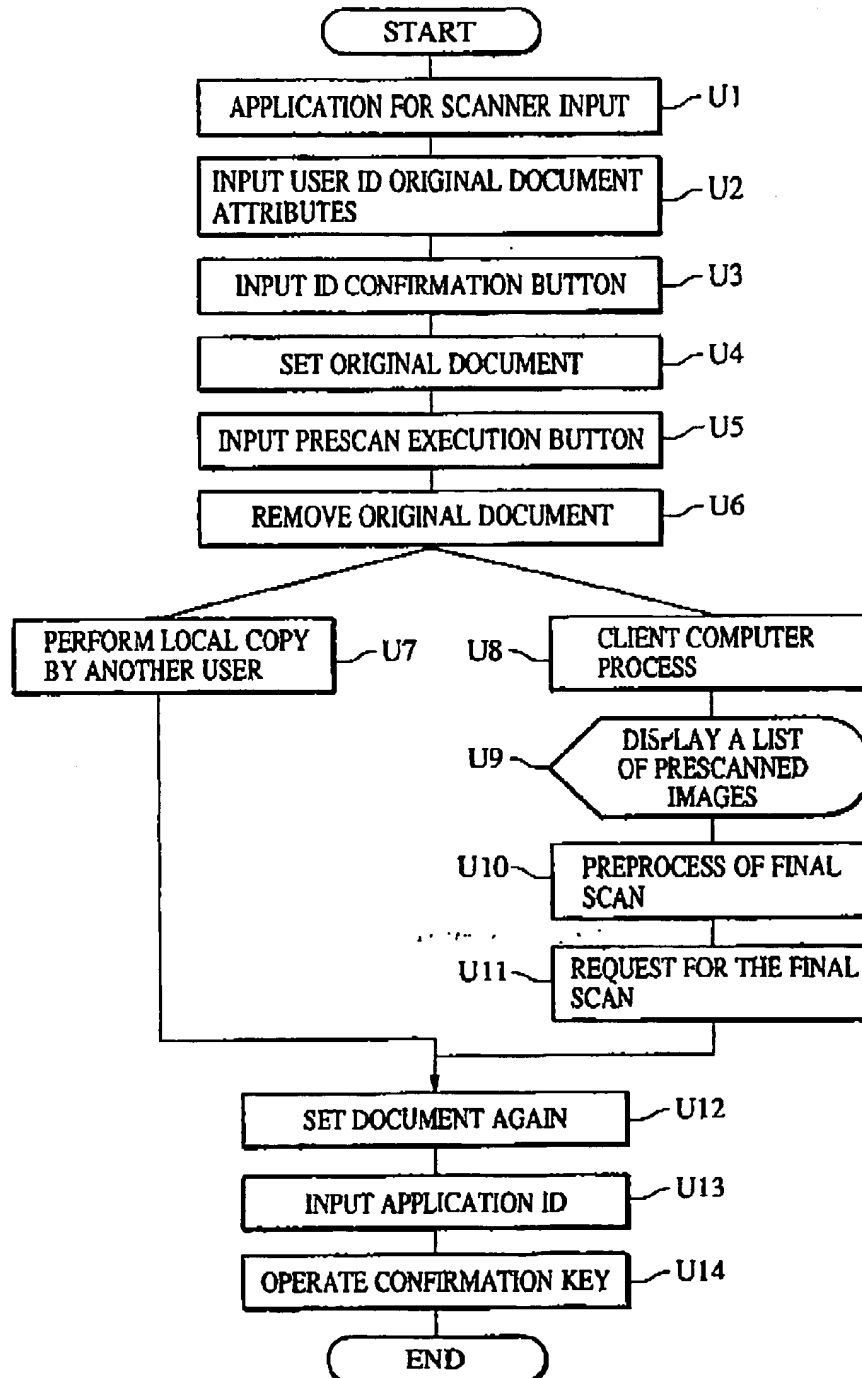 START
APPLICATION FOR SCANNER INPUT
U1
INPUT USER ID ORIGINAL DOCUMENT
ATTRIBUTES
U2
INPUT ID CONFIRMATION BUTTON
U3
SET ORIGINAL DOCUMENT
U4
INPUT PRESCAN EXECUTION BUTTON
U5
REMOVE ORIGINAL DOCUMENT
U6
PERFORM LOCAL COPY
BY ANOTHER USER
U7
U8
CLIENT COMPUTER
PROCESS
U9
DISPLAY A LIST
OF PRESCANNED
IMAGES
U10
PREPROCESS OF FINAL
SCAN
U11
REQUEST FOR THE FINAL
SCAN
SET DOCUMENT AGAIN
U12
INPUT APPLICATION ID
U13
OPERATE CONFIRMATION KEY
U14
END